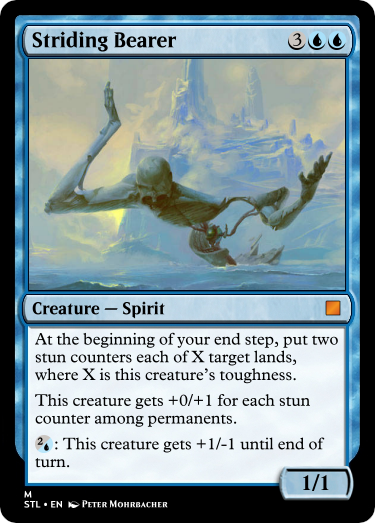 Striding Bearer 3
Creature — Spirit
At the beginning of your end step, put two
stun counters each of X target lands,
where X is this creature's toughness.
This creature gets +0/+1 for each stun
counter among permanents.
2: This creature gets +1/-1 until end of
turn.
1/1
M
STL • EN Peter Mohrbacher